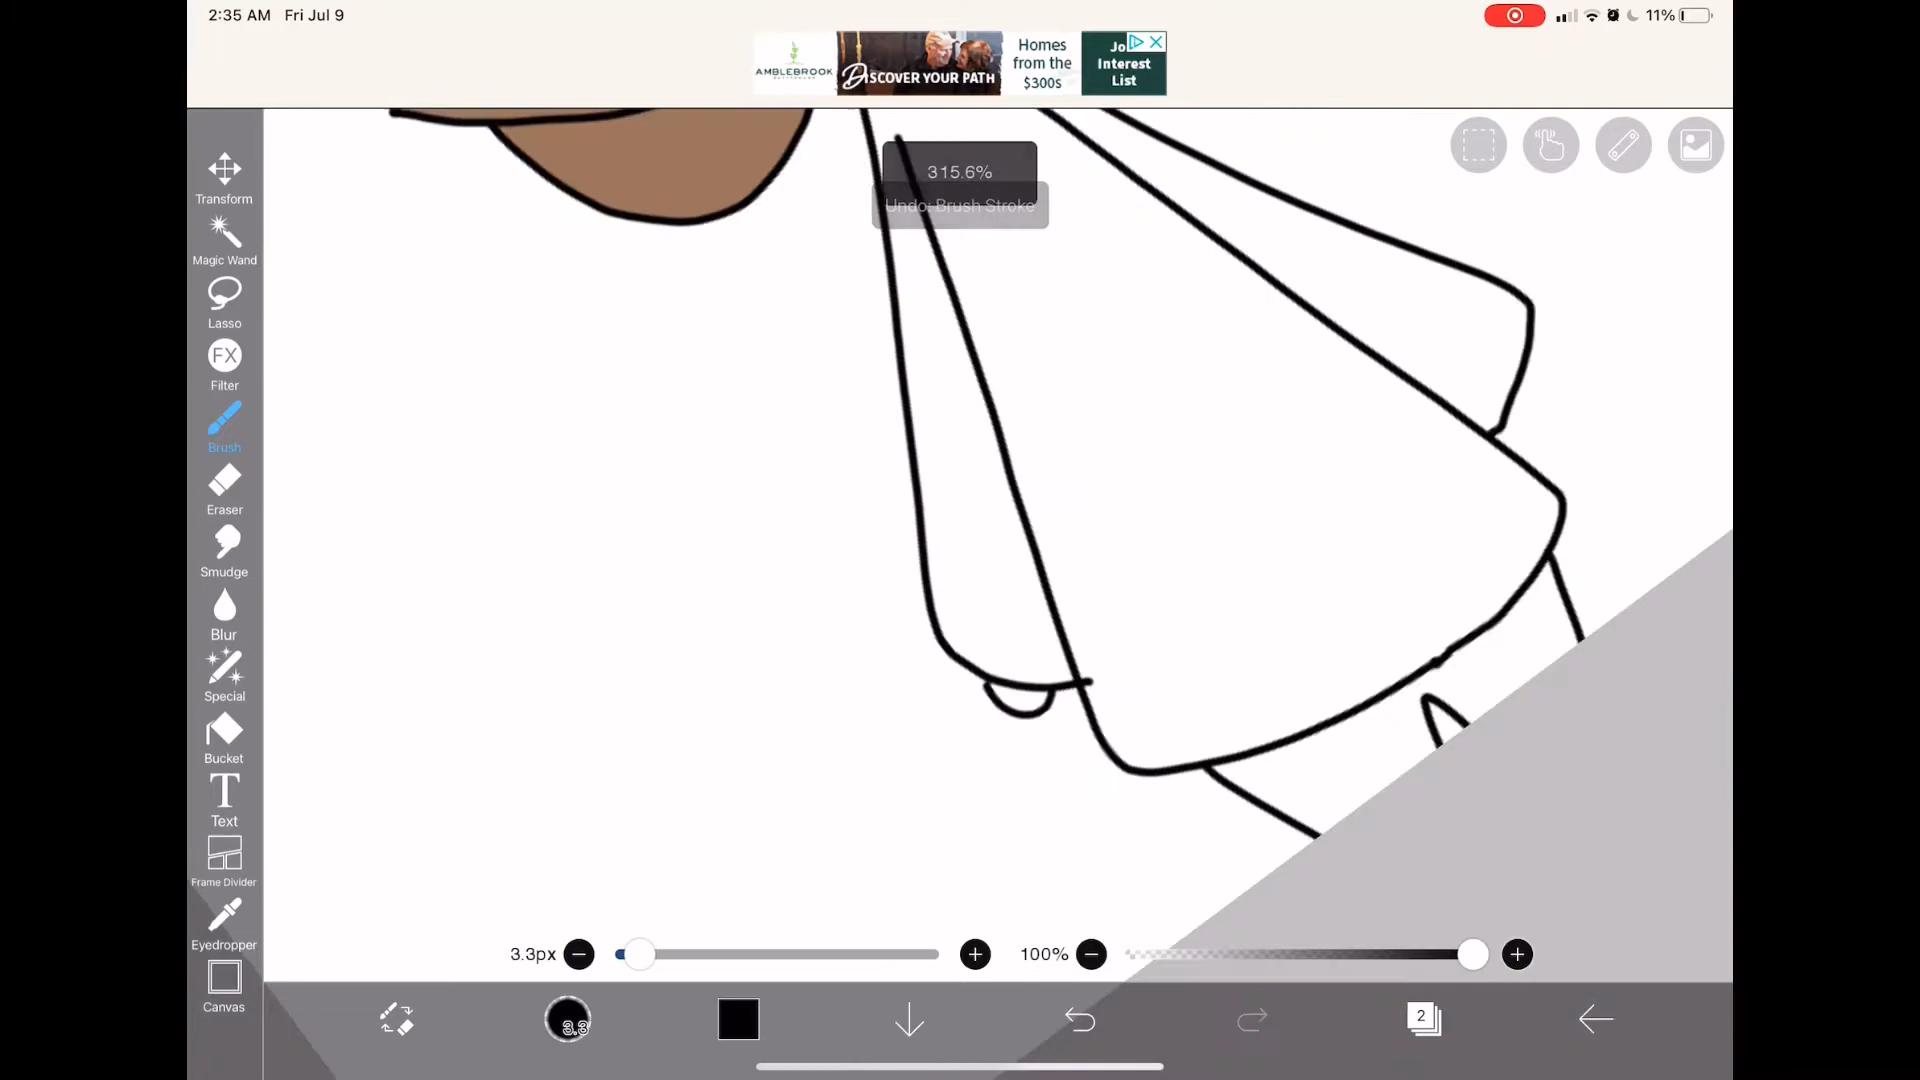 2:35 AM Fri Jul 9
11%
AMBLEBROOK
DISCOVER YOUR PATH
Homes
from the
$300s
Jo
Interest
List
315.6%
Undo: Brush Stroke
Transform
Magic Wand
Lasso
FX
Filter
Brush
Eraser
Smudge
Blur
Special
Bucket
T
Text
Frame Divider
Eyedropper
Canvas
3.3px
100%
3.3
2